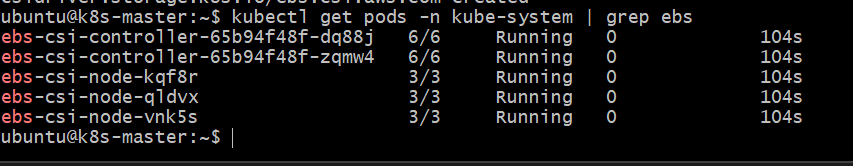 ubuntu@k8s-master:~$ kubectl get pods -n kube-system | grep ebs
ebs-csi-controller-65b94f48f-dq88j 6/6 Running 0 104s
ebs-csi-controller-65b94f48f-zqmw4 6/6 Running 0 104s
ebs-csi-node-kqf8r 3/3 Running 0 104s
ebs-csi-node-qldvx 3/3 Running 0 104s
ebs-csi-node-vnk5s 3/3 Running 0 104s
ubuntu@k8s-master:~$